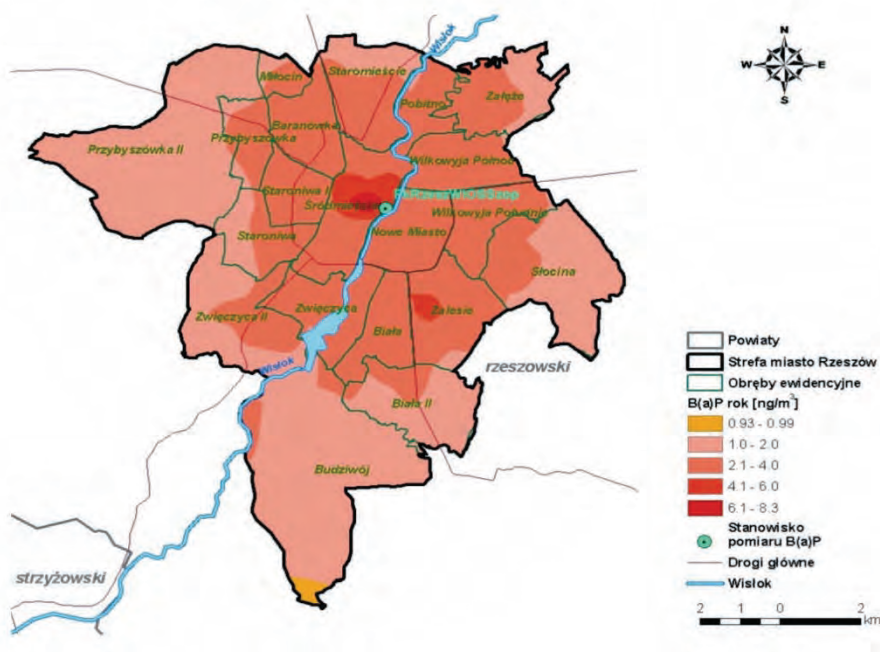 N
W E
S
Wisłok
Miłocin
Staromieście
Pobitno
Załęże
Baranówka
Przybyszówka
Przybyszówka II
Wilkowyja Północ
Staroniwa II
Śródmieście
Wilkowyja Południe
Nowe Miasto
Staroniwa
Słocina
Zwięczyca
Zwięczyca II
Zalesie
Biała
Wisłok
rzeszowski
Biała II
Budziwój
strzyżowski
Powiaty
Strefa miasto Rzeszów
Obręby ewidencyjne
B(a)P rok [ng/m³]
0.93 - 0.99
1.0 - 2.0
2.1 - 4.0
4.1 - 6.0
6.1 - 8.3
Stanowisko
pomiaru B(a)P
Drogi główne
Wisłok
2 1 0 2
km